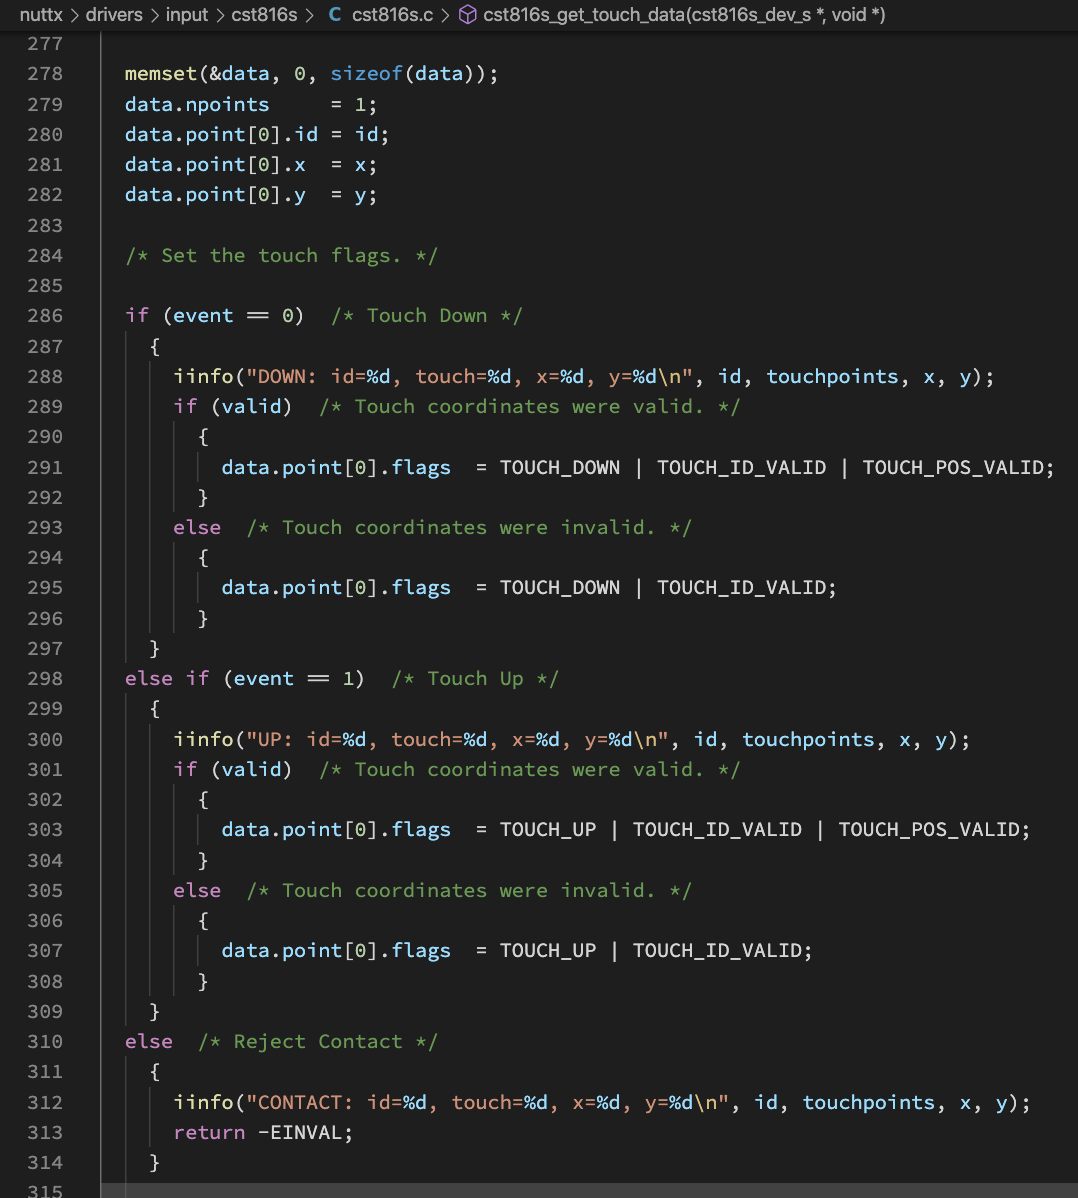 nuttx > drivers > input > cst816s > C cst816s.c > cst816s_get_touch_data(cst816s_dev_s *, void *)
277
278 memset(&data, 0, sizeof(data));
279 data.npoints     = 1;
280 data.point[0].id = id;
281 data.point[0].x  = x;
282 data.point[0].y  = y;
283
284 /* Set the touch flags. */
285
286 if (event == 0)  /* Touch Down */
287   {
288     iinfo("DOWN: id=%d, touch=%d, x=%d, y=%d\n", id, touchpoints, x, y);
289     if (valid)  /* Touch coordinates were valid. */
290       {
291         data.point[0].flags  = TOUCH_DOWN | TOUCH_ID_VALID | TOUCH_POS_VALID;
292       }
293     else  /* Touch coordinates were invalid. */
294       {
295         data.point[0].flags  = TOUCH_DOWN | TOUCH_ID_VALID;
296       }
297   }
298 else if (event == 1)  /* Touch Up */
299   {
300     iinfo("UP: id=%d, touch=%d, x=%d, y=%d\n", id, touchpoints, x, y);
301     if (valid)  /* Touch coordinates were valid. */
302       {
303         data.point[0].flags  = TOUCH_UP | TOUCH_ID_VALID | TOUCH_POS_VALID;
304       }
305     else  /* Touch coordinates were invalid. */
306       {
307         data.point[0].flags  = TOUCH_UP | TOUCH_ID_VALID;
308       }
309   }
310 else  /* Reject Contact */
311   {
312     iinfo("CONTACT: id=%d, touch=%d, x=%d, y=%d\n", id, touchpoints, x, y);
313     return -EINVAL;
314   }
315